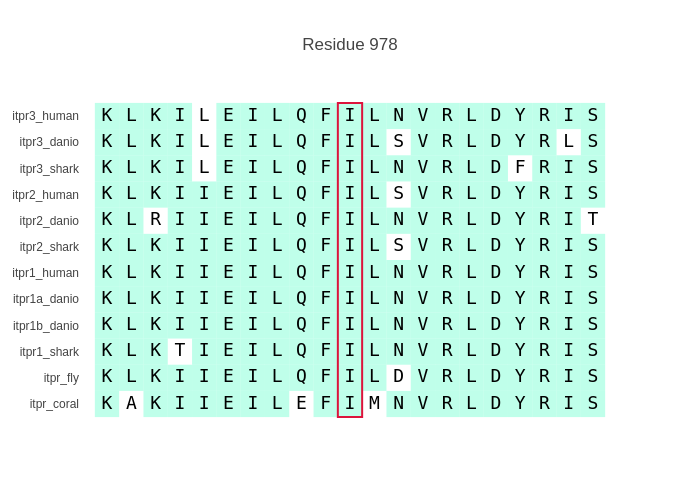 Residue 978
itpr3_human K L K I L E I L Q F I L N V R L D Y R I S
itpr3_danio K L K I L E I L Q F I L S V R L D Y R L S
itpr3_shark K L K I L E I L Q F I L N V R L D F R I S
itpr2_human K L K I I E I L Q F I L S V R L D Y R I S
itpr2_danio K L R I I E I L Q F I L N V R L D Y R I T
itpr2_shark K L K I I E I L Q F I L S V R L D Y R I S
itpr1_human K L K I I E I L Q F I L N V R L D Y R I S
itpr1a_danio K L K I I E I L Q F I L N V R L D Y R I S
itpr1b_danio K L K I I E I L Q F I L N V R L D Y R I S
itpr1_shark K L K T I E I L Q F I L N V R L D Y R I S
itpr_fly K L K I I E I L Q F I L D V R L D Y R I S
itpr_coral K A K I I E I L E F I M N V R L D Y R I S